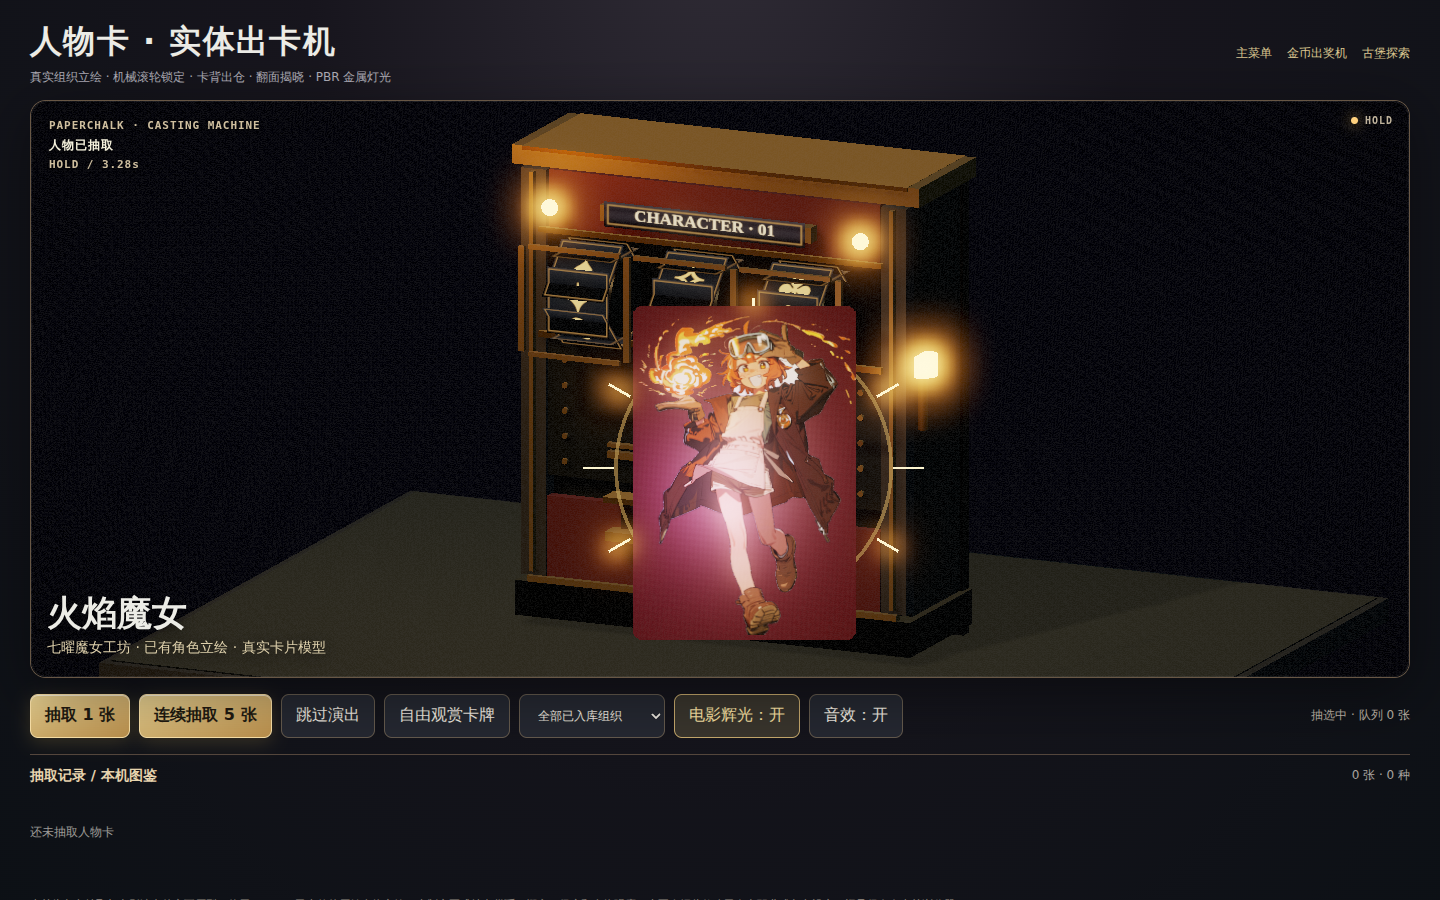 人物卡 · 实体出卡机
真实组织立绘 · 机械滚轮锁定 · 卡背出仓 · 翻面揭晓 · PBR 金属灯光
主菜单 金币出奖机 古堡探索
PAPERCHALK · CASTING MACHINE
人物已抽取
HOLD / 3.28s
HOLD
CHARACTER · 01
火焰魔女
七曜魔女工坊 · 已有角色立绘 · 真实卡片模型
抽取 1 张 连续抽取 5 张 跳过演出 自由观赏卡牌 全部已入库组织 电影辉光：开 音效：开 抽选中 · 队列 0 张
抽取记录 / 本机图鉴 0 张 · 0 种
还未抽取人物卡